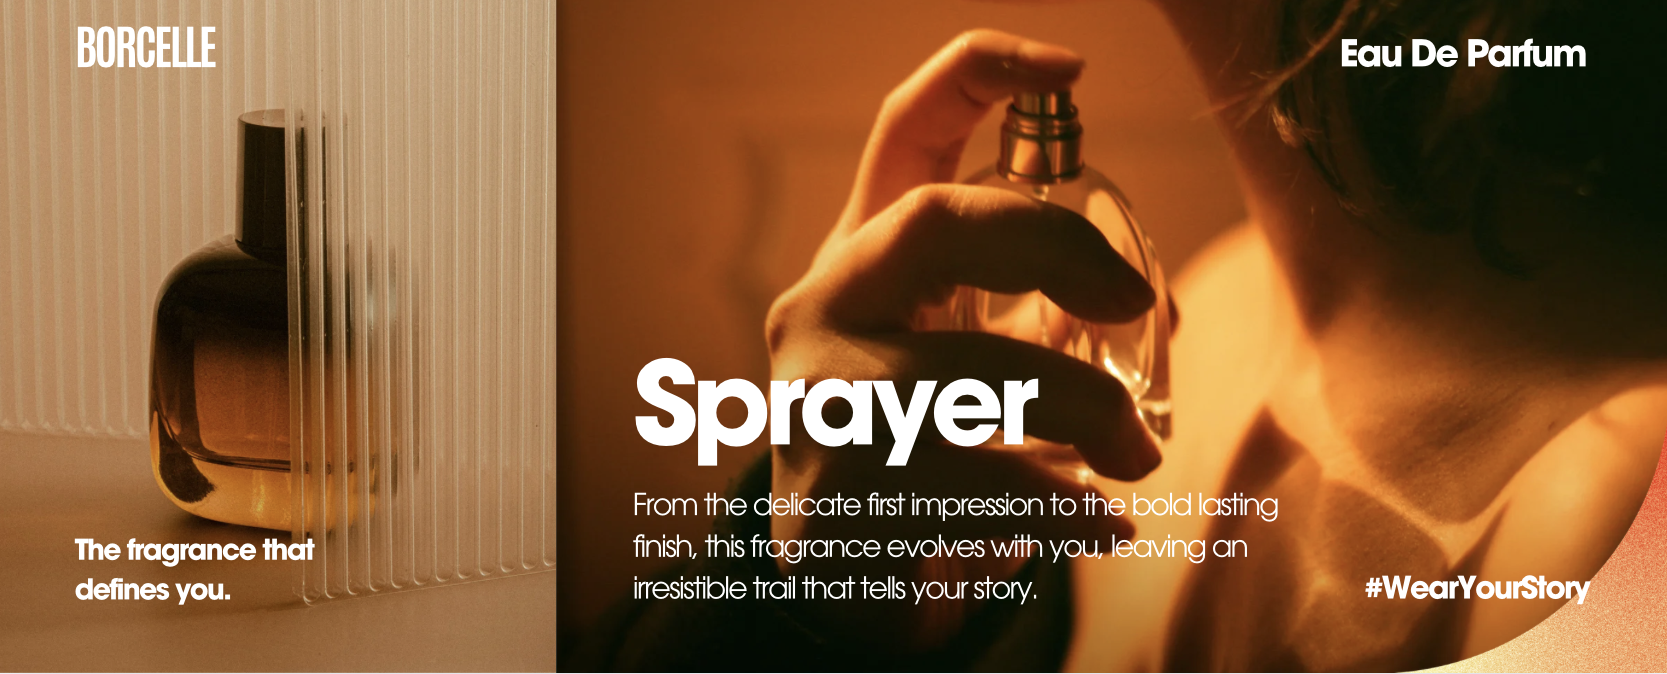 BORCELLE
Eau De Parfum
Sprayer
From the delicate first impression to the bold lasting
finish, this fragrance evolves with you, leaving an
irresistible trail that tells your story.
The fragrance that
defines you.
#WearYourStory